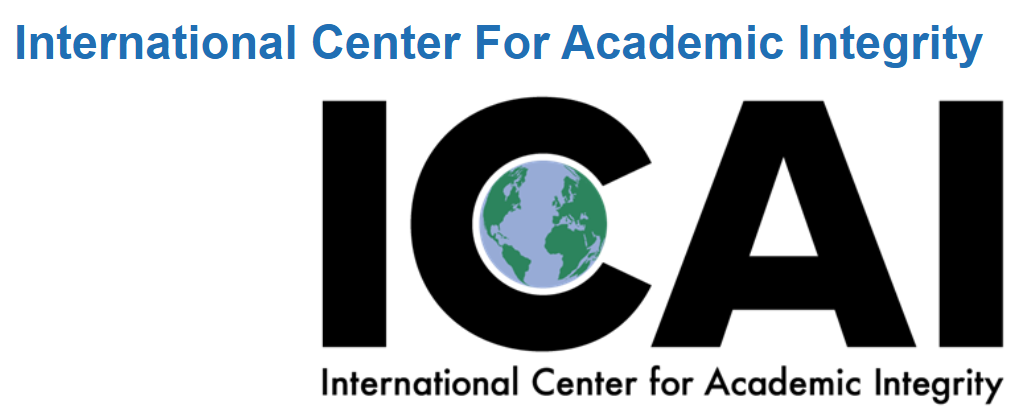 International Center For Academic Integrity
ICAI
International Center for Academic Integrity